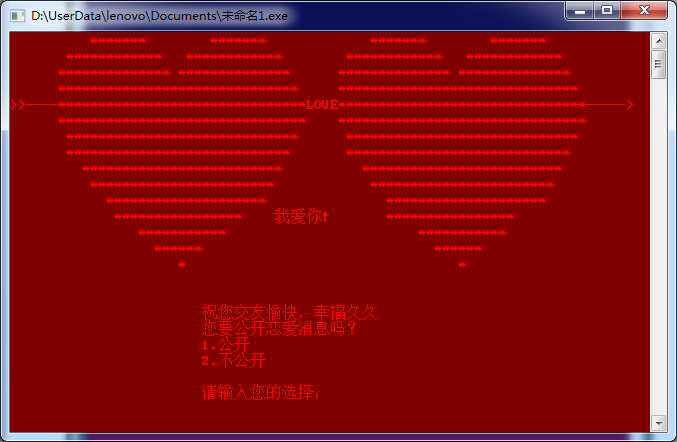 D:\UserData\lenovo\Documents\未命名1.exe
LOVE
我爱你!
祝您交友愉快，幸福久久
您要公开恋爱消息吗？
1.公开
2.不公开
请输入您的选择：